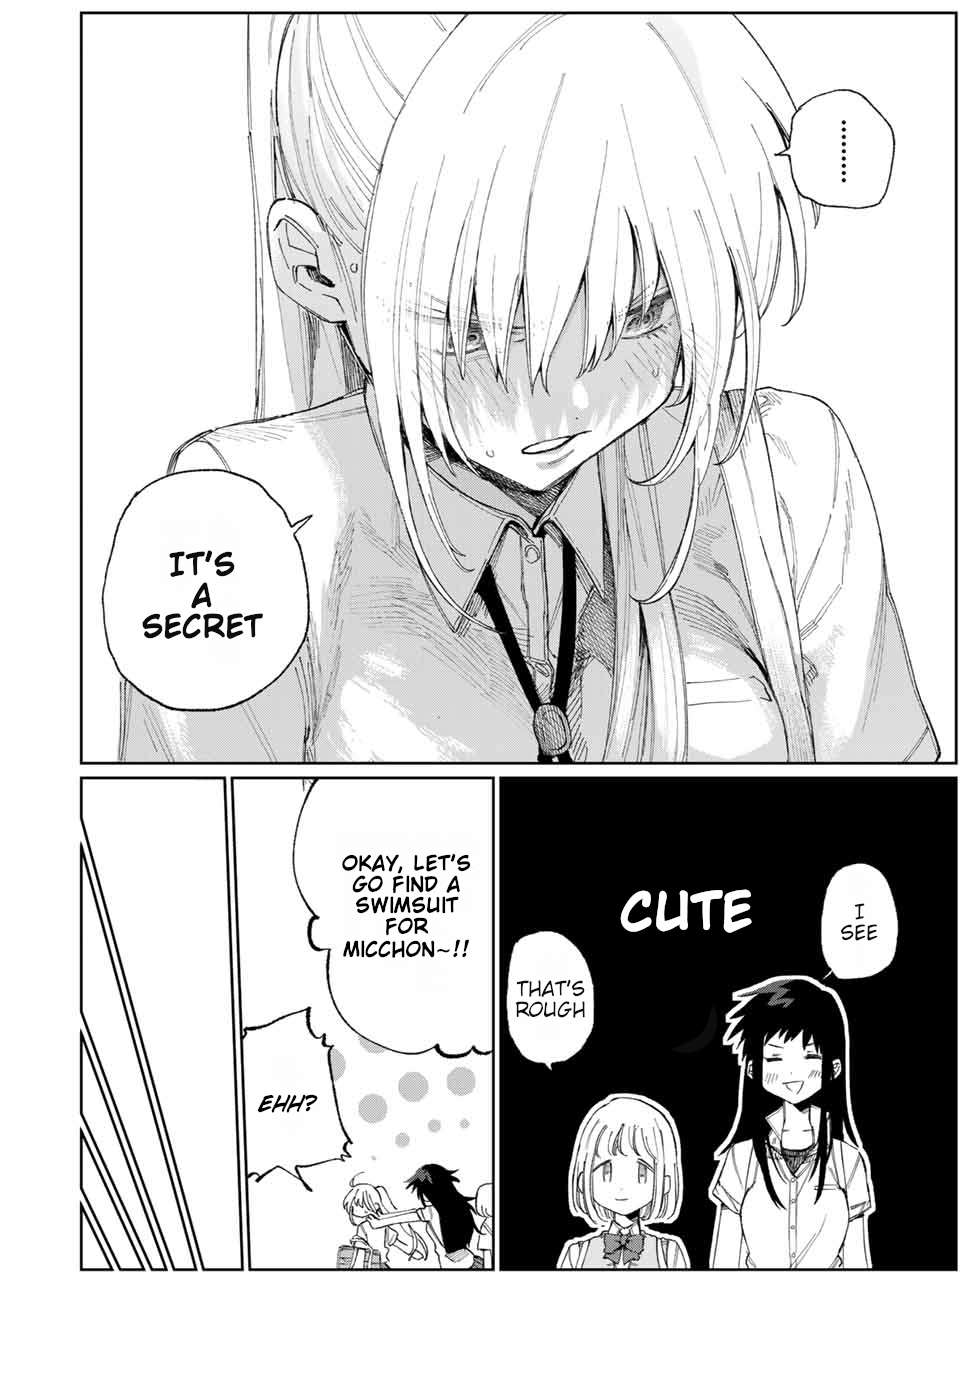 ..........
IT'S
A
SECRET
I
SEE
CUTE
THAT'S
ROUGH
OKAY, LET'S
GO FIND A
SWIMSUIT
FOR
MICCHON~!!
EHH?